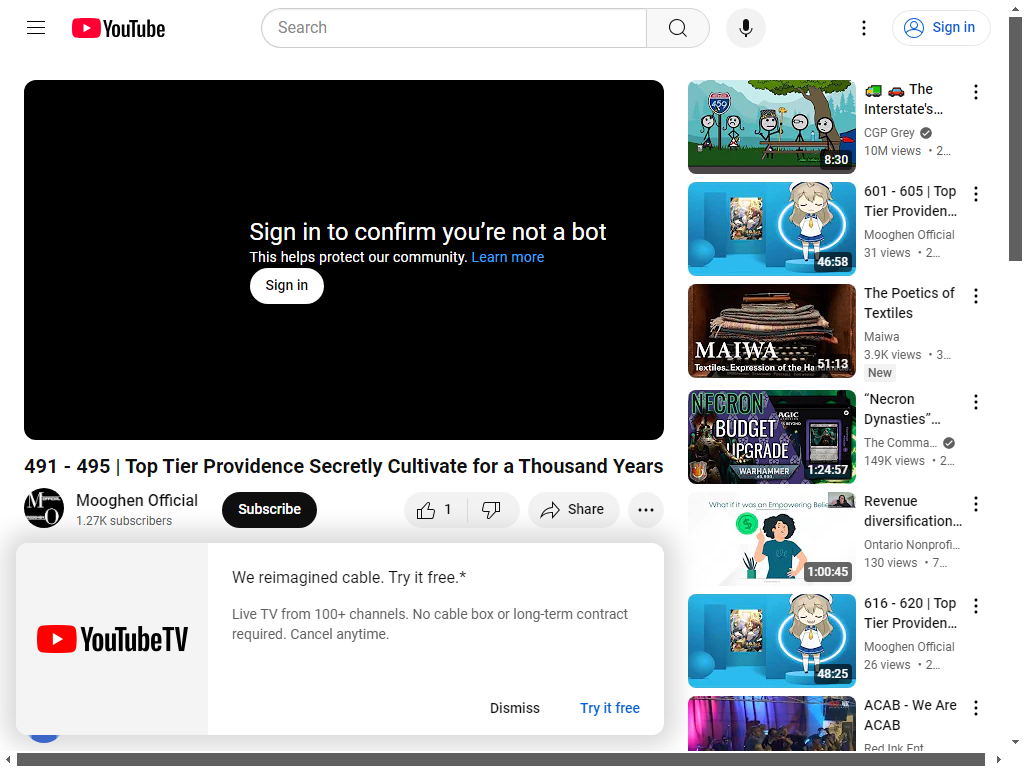 YouTube
Search
Sign in
Sign in to confirm you’re not a bot
This helps protect our community. Learn more
Sign in
491 - 495 | Top Tier Providence Secretly Cultivate for a Thousand Years
Mooghen Official
1.27K subscribers
Subscribe
1
Share
We reimagined cable. Try it free.*
Live TV from 100+ channels. No cable box or long-term contract
required. Cancel anytime.
YouTubeTV
Dismiss
Try it free
450
8:30
The
Interstate's...
CGP Grey
10M views • 2...
46:58
601 - 605 | Top
Tier Providen...
Mooghen Official
31 views • 2...
MAIWA
Textiles. Expression of the
51:13
The Poetics of
Textiles
Maiwa
3.9K views • 3...
New
NECRON
BUDGET
UPGRADE
WARHAMMER
40,000
1:24:57
“Necron
Dynasties”...
The Comma...
149K views • 2...
What if it was an Empowering
1:00:45
Revenue
diversification...
Ontario Nonprofi...
130 views • 7...
48:25
616 - 620 | Top
Tier Providen...
Mooghen Official
26 views • 2...
ACAB - We Are
ACAB
Red Ink Ent